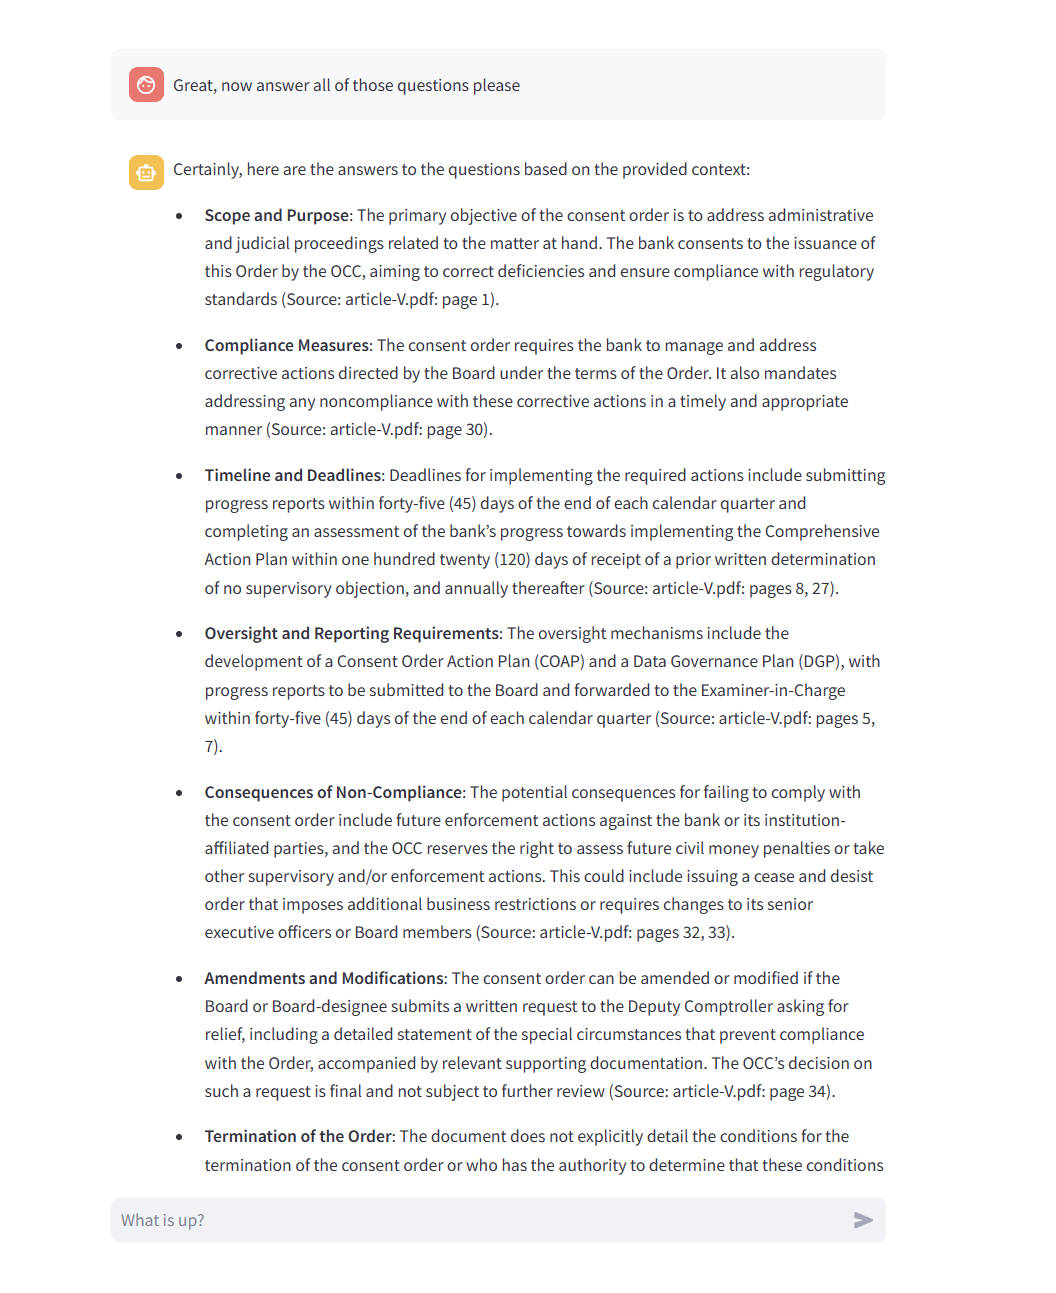 Great, now answer all of those questions please
Certainly, here are the answers to the questions based on the provided context:
• Scope and Purpose: The primary objective of the consent order is to address administrative
and judicial proceedings related to the matter at hand. The bank consents to the issuance of
this Order by the OCC, aiming to correct deficiencies and ensure compliance with regulatory
standards (Source: article-V.pdf: page 1).
• Compliance Measures: The consent order requires the bank to manage and address
corrective actions directed by the Board under the terms of the Order. It also mandates
addressing any noncompliance with these corrective actions in a timely and appropriate
manner (Source: article-V.pdf: page 30).
• Timeline and Deadlines: Deadlines for implementing the required actions include submitting
progress reports within forty-five (45) days of the end of each calendar quarter and
completing an assessment of the bank’s progress towards implementing the Comprehensive
Action Plan within one hundred twenty (120) days of receipt of a prior written determination
of no supervisory objection, and annually thereafter (Source: article-V.pdf: pages 8, 27).
• Oversight and Reporting Requirements: The oversight mechanisms include the
development of a Consent Order Action Plan (COAP) and a Data Governance Plan (DGP), with
progress reports to be submitted to the Board and forwarded to the Examiner-in-Charge
within forty-five (45) days of the end of each calendar quarter (Source: article-V.pdf: pages 5,
7).
• Consequences of Non-Compliance: The potential consequences for failing to comply with
the consent order include future enforcement actions against the bank or its institution-
affiliated parties, and the OCC reserves the right to assess future civil money penalties or take
other supervisory and/or enforcement actions. This could include issuing a cease and desist
order that imposes additional business restrictions or requires changes to its senior
executive officers or Board members (Source: article-V.pdf: pages 32, 33).
• Amendments and Modifications: The consent order can be amended or modified if the
Board or Board-designee submits a written request to the Deputy Comptroller asking for
relief, including a detailed statement of the special circumstances that prevent compliance
with the Order, accompanied by relevant supporting documentation. The OCC’s decision on
such a request is final and not subject to further review (Source: article-V.pdf: page 34).
• Termination of the Order: The document does not explicitly detail the conditions for the
termination of the consent order or who has the authority to determine that these conditions
What is up?